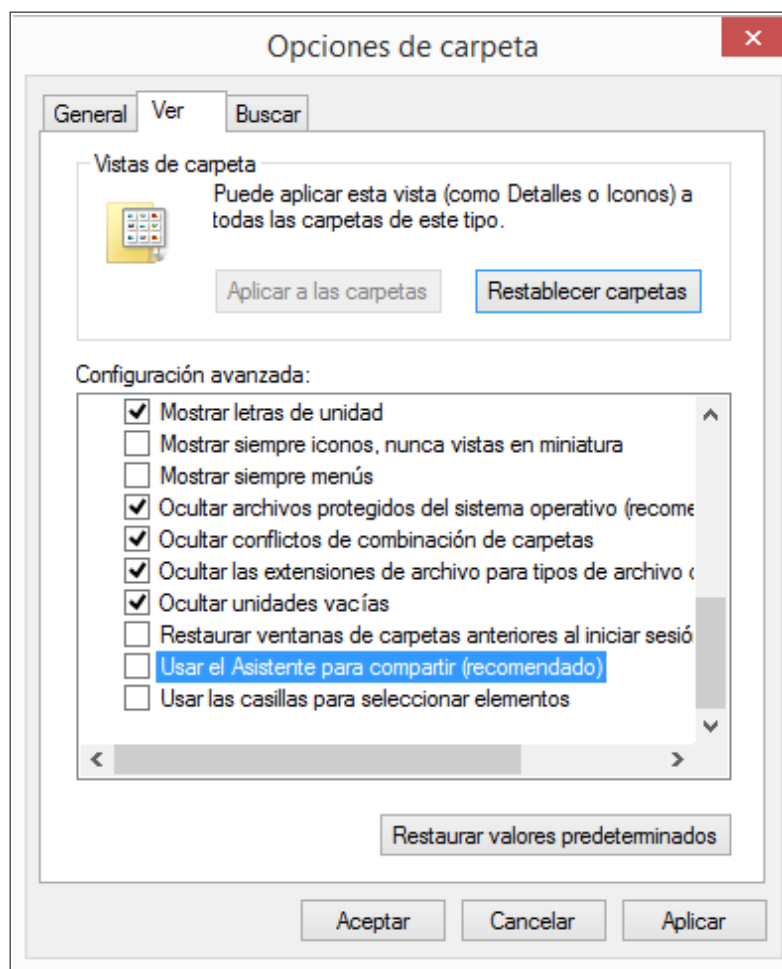 Opciones de carpeta
General
Ver
Buscar
Vistas de carpeta
Puede aplicar esta vista (como Detalles o Iconos) a
todas las carpetas de este tipo.
Aplicar a las carpetas
Restablecer carpetas
Configuración avanzada:
Mostrar letras de unidad
Mostrar siempre iconos, nunca vistas en miniatura
Mostrar siempre menús
Ocultar archivos protegidos del sistema operativo (recome
Ocultar conflictos de combinación de carpetas
Ocultar las extensiones de archivo para tipos de archivo c
Ocultar unidades vacías
Restaurar ventanas de carpetas anteriores al iniciar sesió
Usar el Asistente para compartir (recomendado)
Usar las casillas para seleccionar elementos
Restaurar valores predeterminados
Aceptar
Cancelar
Aplicar